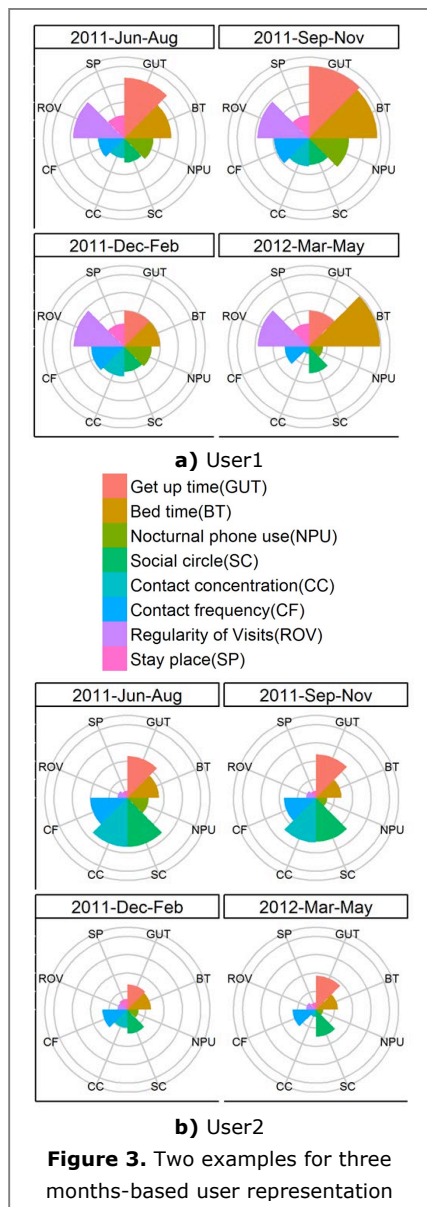 2011-Jun-Aug
2011-Sep-Nov
SP
GUT
ROV
BT
CF
NPU
CC
SC
SP
GUT
ROV
BT
CF
NPU
CC
SC
2011-Dec-Feb
2012-Mar-May
SP
GUT
ROV
BT
CF
NPU
CC
SC
SP
GUT
ROV
BT
CF
NPU
CC
SC
a) User1
Get up time(GUT)
Bed time(BT)
Nocturnal phone use(NPU)
Social circle(SC)
Contact concentration(CC)
Contact frequency(CF)
Regularity of Visits(ROV)
Stay place(SP)
2011-Jun-Aug
2011-Sep-Nov
SP
GUT
ROV
BT
CF
NPU
CC
SC
SP
GUT
ROV
BT
CF
NPU
CC
SC
2011-Dec-Feb
2012-Mar-May
SP
GUT
ROV
BT
CF
NPU
CC
SC
SP
GUT
ROV
BT
CF
NPU
CC
SC
b) User2
Figure 3. Two examples for three
months-based user representation